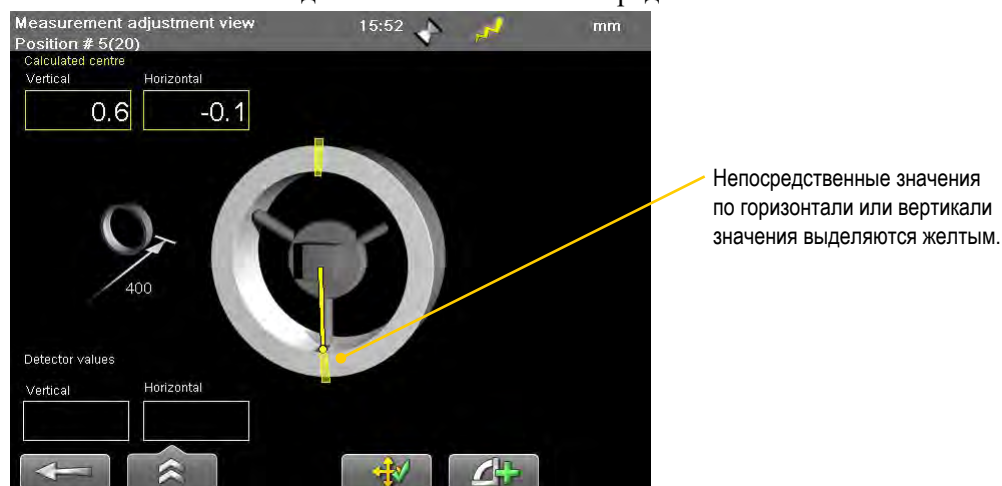 Measurement adjustment view 15:52 mm
Position # 5(20)
Calculated centre
Vertical Horizontal
0.6 -0.1
Непосредственные значения
по горизонтали или вертикали
значения выделяются желтым.
400
Detector values
Vertical Horizontal